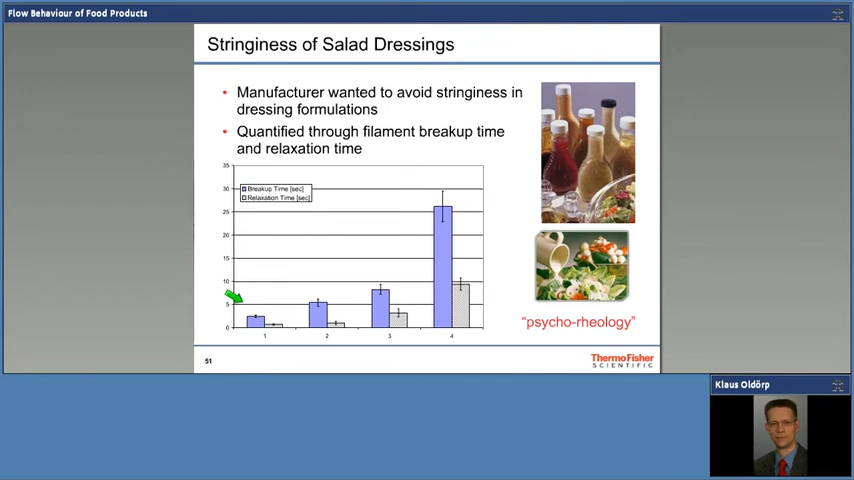 Flow Behaviour of Food Products
Stringiness of Salad Dressings
• Manufacturer wanted to avoid stringiness in
dressing formulations
• Quantified through filament breakup time
and relaxation time
35
30
25
20
15
10
5
0
Breakup Time [sec]
Relaxation Time [sec]
1 2 3 4
"psycho-rheology"
51
ThermoFisher
SCIENTIFIC
Klaus Oldörp